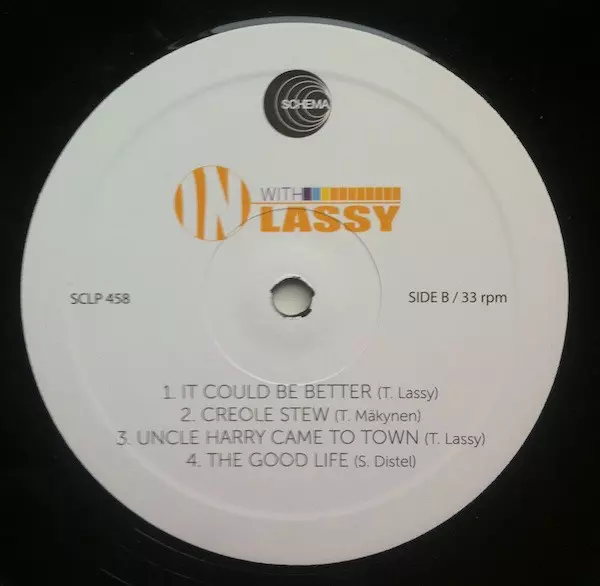 SCHEMA
IN WITH
LASSY
SCLP 458
SIDE B / 33 rpm
1. IT COULD BE BETTER (T. Lassy)
2. CREOLE STEW (T. Mäkynen)
3. UNCLE HARRY CAME TO TOWN (T. Lassy)
4. THE GOOD LIFE (S. Distel)